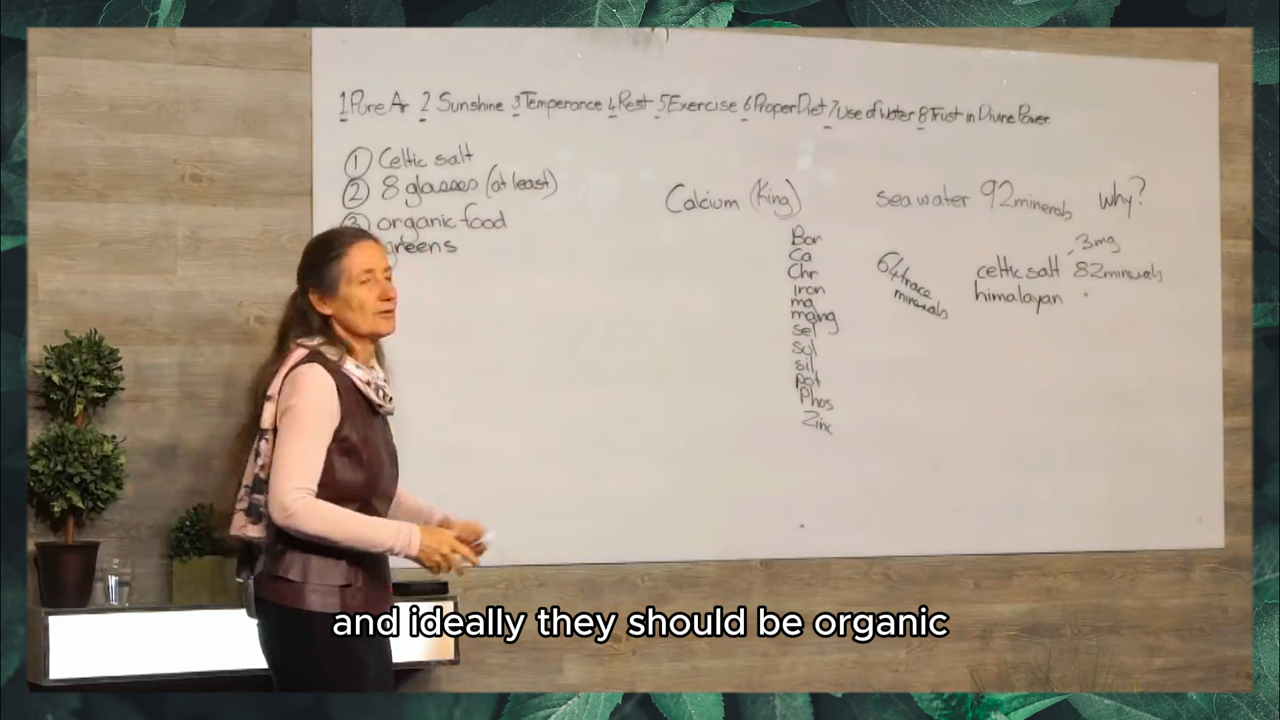 1 Pure Air 2 Sunshine 3 Temperance 4 Rest 5 Exercise 6 Proper Diet 7 Use of Water 8 Trust in Divine Power
① Celtic salt
② 8 glasses (at least)
③ organic food
greens
Calcium (King)
Bor
Ca
Chr
Iron
ma
mang
sel
sul
sil
pot
Phos
Zinc
sea water 92 minerals why?
64 trace
minerals
3mg
celtic salt 82 minerals
himalayan
and ideally they should be organic